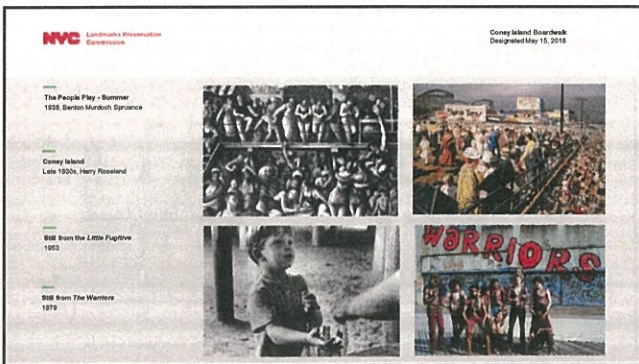 NYC Landmarks Preservation
Commission
Coney Island Boardwalk
Designated May 15, 2018
The People Play - Summer
1938, Benton Murdoch Spruance
Coney Island
Late 1930s, Harry Roseland
Still from the Little Fugitive
1953
Still from The Warriors
1979
WARRIORS